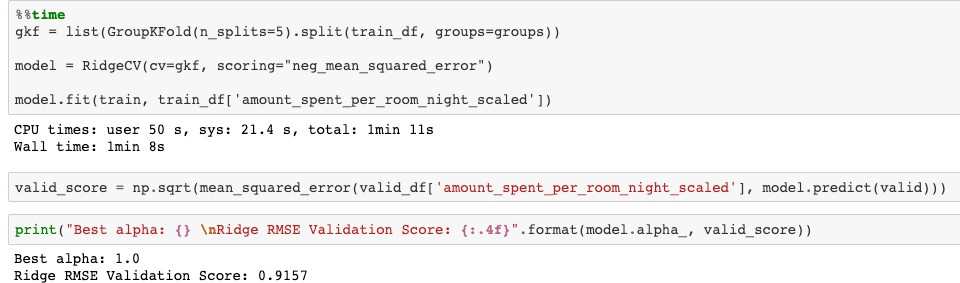 %%time
gkf = list(GroupKFold(n_splits=5).split(train_df, groups=groups))
model = RidgeCV(cv=gkf, scoring="neg_mean_squared_error")
model.fit(train, train_df['amount_spent_per_room_night_scaled'])
CPU times: user 50 s, sys: 21.4 s, total: 1min 11s
Wall time: 1min 8s
valid_score = np.sqrt(mean_squared_error(valid_df['amount_spent_per_room_night_scaled'], model.predict(valid)))
print("Best alpha: {} \nRidge RMSE Validation Score: {:.4f}".format(model.alpha_, valid_score))
Best alpha: 1.0
Ridge RMSE Validation Score: 0.9157